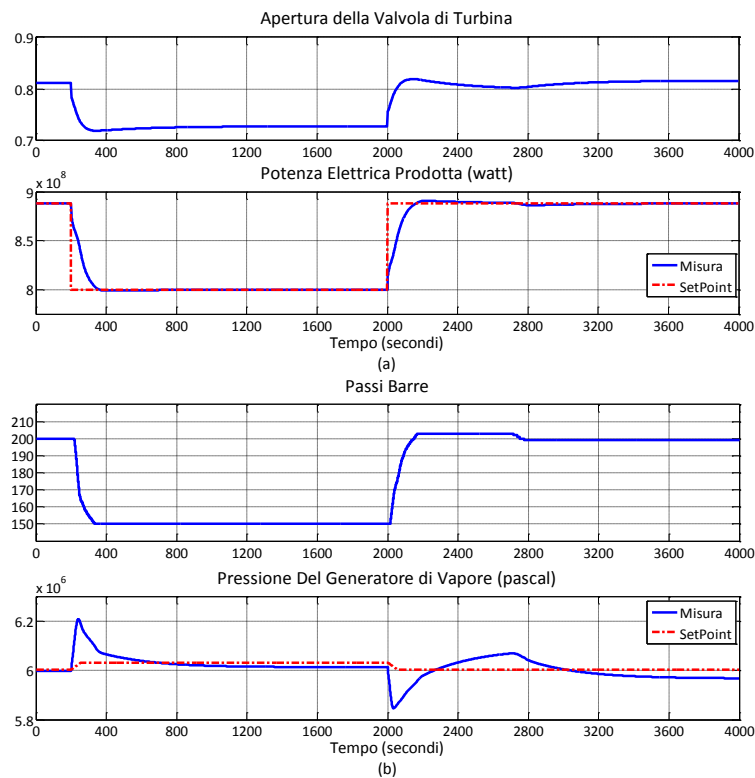 Apertura della Valvola di Turbina
0.9
0.8
0.7
0 400 800 1200 1600 2000 2400 2800 3200 3600 4000
Potenza Elettrica Prodotta (watt)
x 10^8
9
8.5
8
Misura
SetPoint
0 400 800 1200 1600 2000 2400 2800 3200 3600 4000
Tempo (secondi)
(a)
Passi Barre
210
200
190
180
170
160
150
0 400 800 1200 1600 2000 2400 2800 3200 3600 4000
Pressione Del Generatore di Vapore (pascal)
x 10^6
6.2
6
5.8
Misura
SetPoint
0 400 800 1200 1600 2000 2400 2800 3200 3600 4000
Tempo (secondi)
(b)